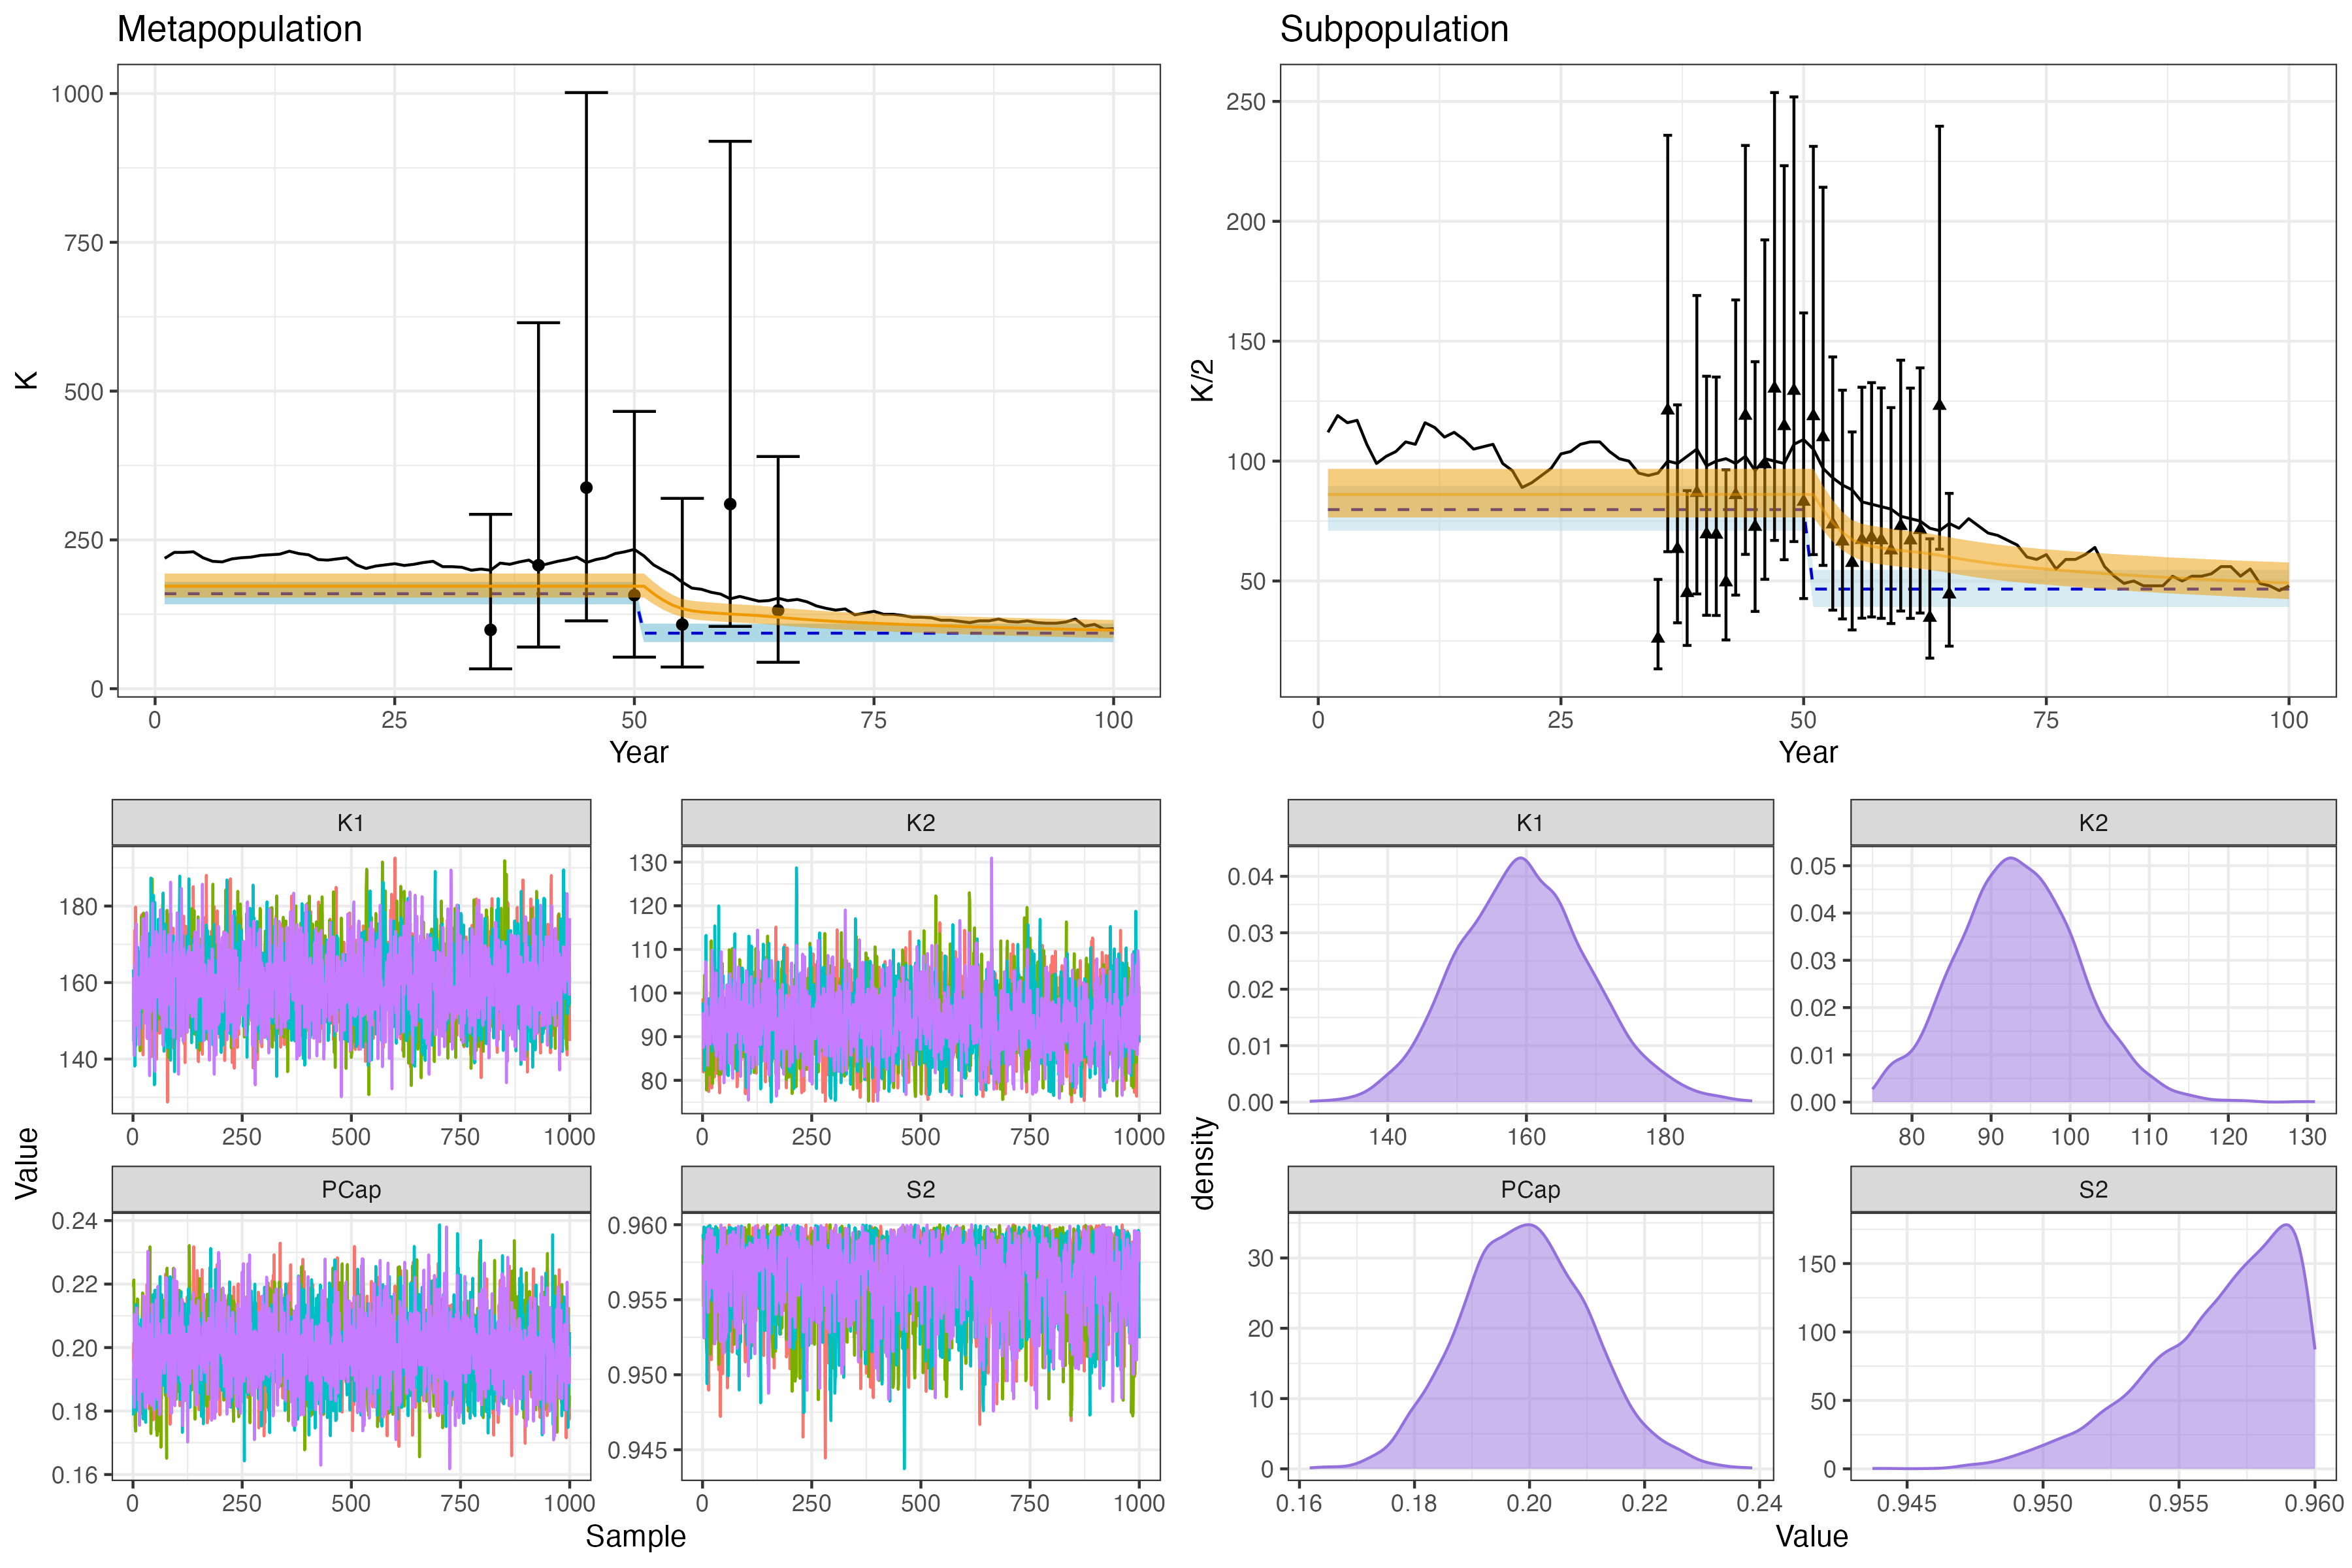 Metapopulation
K
1000
750
500
250
0
0 25 50 75 100
Year
Subpopulation
K/2
250
200
150
100
50
0 25 50 75 100
Year
Value
K1
180
160
140
0 250 500 750 1000
K2
130
120
110
100
90
80
0 250 500 750 1000
PCap
0.24
0.22
0.20
0.18
0.16
0 250 500 750 1000
S2
0.960
0.955
0.950
0.945
0 250 500 750 1000
Sample
density
K1
0.04
0.03
0.02
0.01
0.00
140 160 180
K2
0.05
0.04
0.03
0.02
0.01
0.00
80 90 100 110 120 130
PCap
30
20
10
0
0.16 0.18 0.20 0.22 0.24
S2
150
100
50
0
0.945 0.950 0.955 0.960
Value